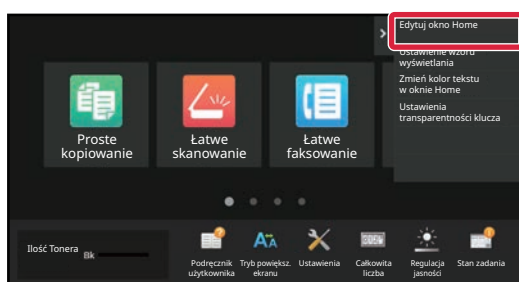 Edytuj okno Home
Ustawienie wzoru
wyświetlania
Zmień kolor tekstu
w oknie Home
Ustawienia
transparentności klucza
Proste
kopiowanie
Łatwe
skanowanie
Łatwe
faksowanie
Ilość Tonera
Bk
Podręcznik
użytkownika
Tryb powiększ.
ekranu
Ustawienia
Całkowita
liczba
Regulacja
jasności
Stan zadania